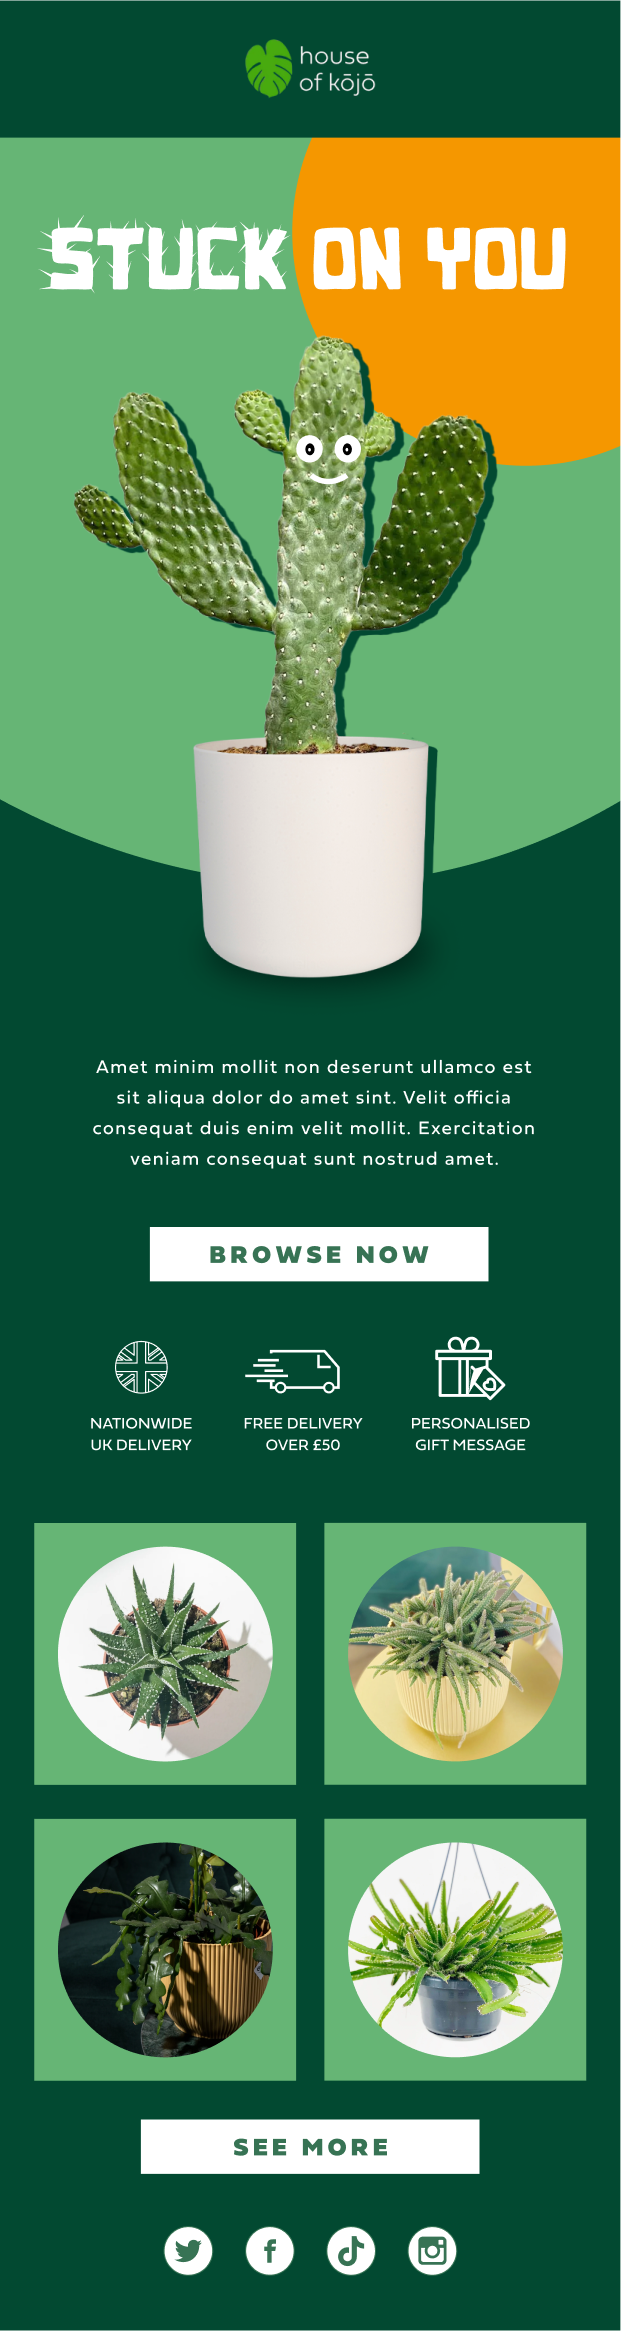 house
of kōjō
STUCK ON YOU
Amet minim mollit non deserunt ullamco est
sit aliqua dolor do amet sint. Velit officia
consequat duis enim velit mollit. Exercitation
veniam consequat sunt nostrud amet.
BROWSE NOW
NATIONWIDE
UK DELIVERY
FREE DELIVERY
OVER £50
PERSONALISED
GIFT MESSAGE
SEE MORE